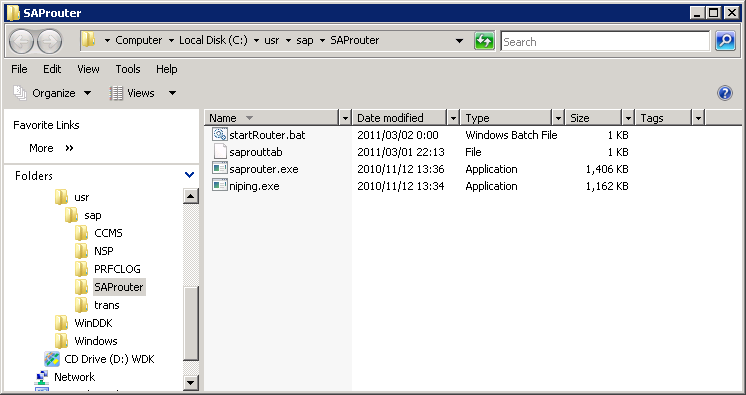 SAProuter
Computer Local Disk (C:) usr sap SAProuter Search
File Edit View Tools Help
Organize Views
Favorite Links
More »
Folders
usr
sap
CCMS
NSP
PRFCLOG
SAProuter
trans
WinDDK
Windows
CD Drive (D:) WDK
Network
Name Date modified Type Size Tags
startRouter.bat 2011/03/02 0:00 Windows Batch File 1 KB
saprouttab 2011/03/01 22:13 File 1 KB
saprouter.exe 2010/11/12 13:36 Application 1,406 KB
niping.exe 2010/11/12 13:34 Application 1,162 KB